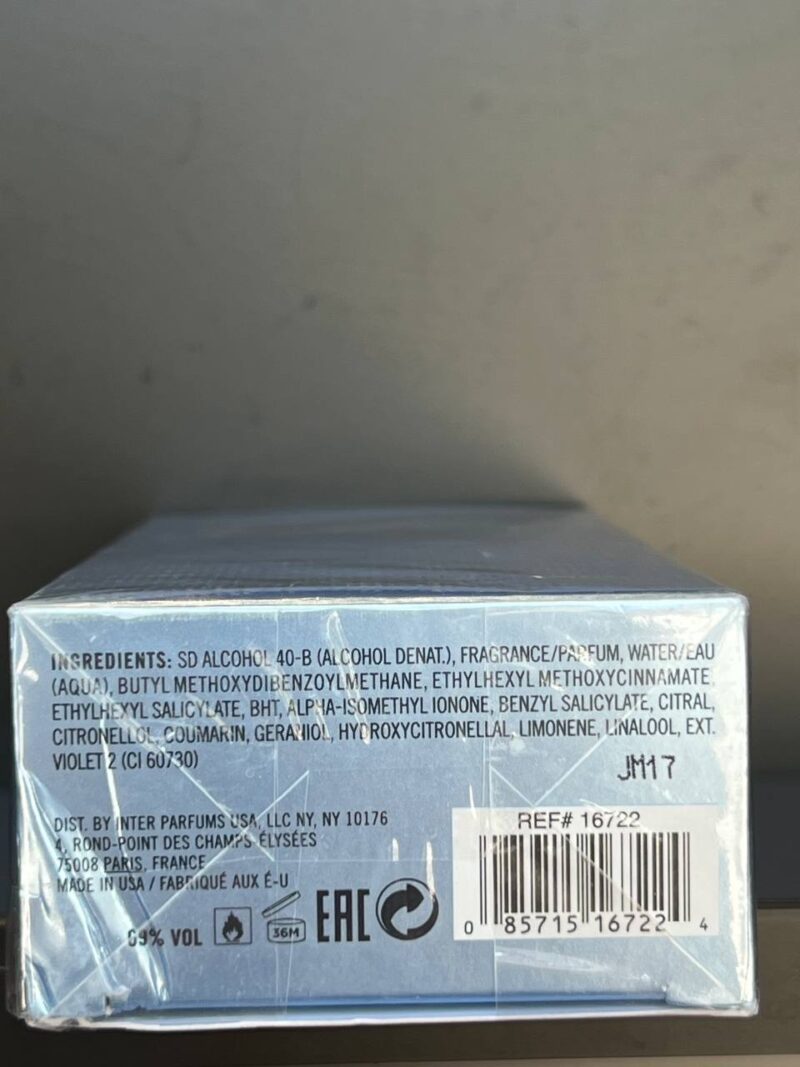 INGREDIENTS: SD ALCOHOL 40-B (ALCOHOL DENAT.), FRAGRANCE/PARFUM, WATER/EAU
(AQUA), BUTYL METHOXYDIBENZOYLMETHANE, ETHYLHEXYL METHOXYCINNAMATE,
ETHYLHEXYL SALICYLATE, BHT, ALPHA-ISOMETHYL IONONE, BENZYL SALICYLATE, CITRAL,
CITRONELLOL, COUMARIN, GERANIOL, HYDROXYCITRONELLAL, LIMONENE, LINALOOL, EXT.
VIOLET 2 (CI 60730)
JM17
DIST. BY INTER PARFUMS USA, LLC NY, NY 10176
4, ROND-POINT DES CHAMPS ÉLYSÉES
75008 PARIS, FRANCE
MADE IN USA / FABRIQUÉ AUX É-U
69% VOL
36M
EAC
REF# 16722
0 85715 16722 4